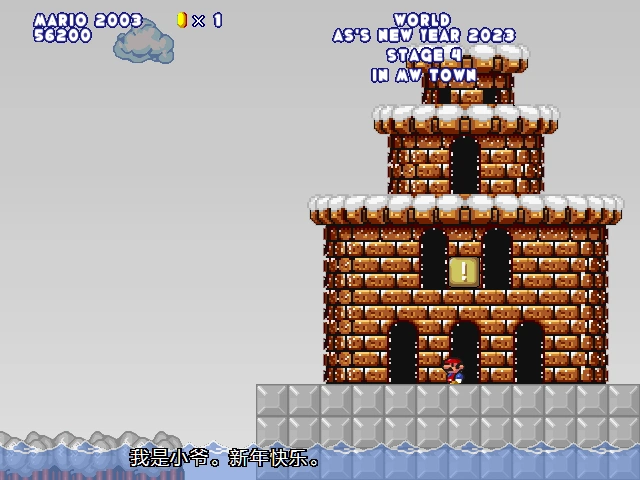 MARIO 2003
56200
× 1
WORLD
AS'S NEW YEAR 2023
STAGE 4
IN MW TOWN
!
我是小爷。新年快乐。